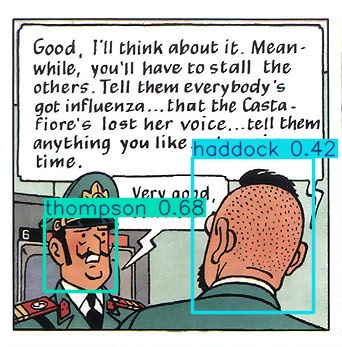 Good, I'll think about it. Mean-
while, you'll have to stall the
others. Tell them everybody's
got influenza...that the Casta-
fiore's lost her voice...tell them
anything you like
time.
haddock 0.42
Very good,
thompson 0.68
6